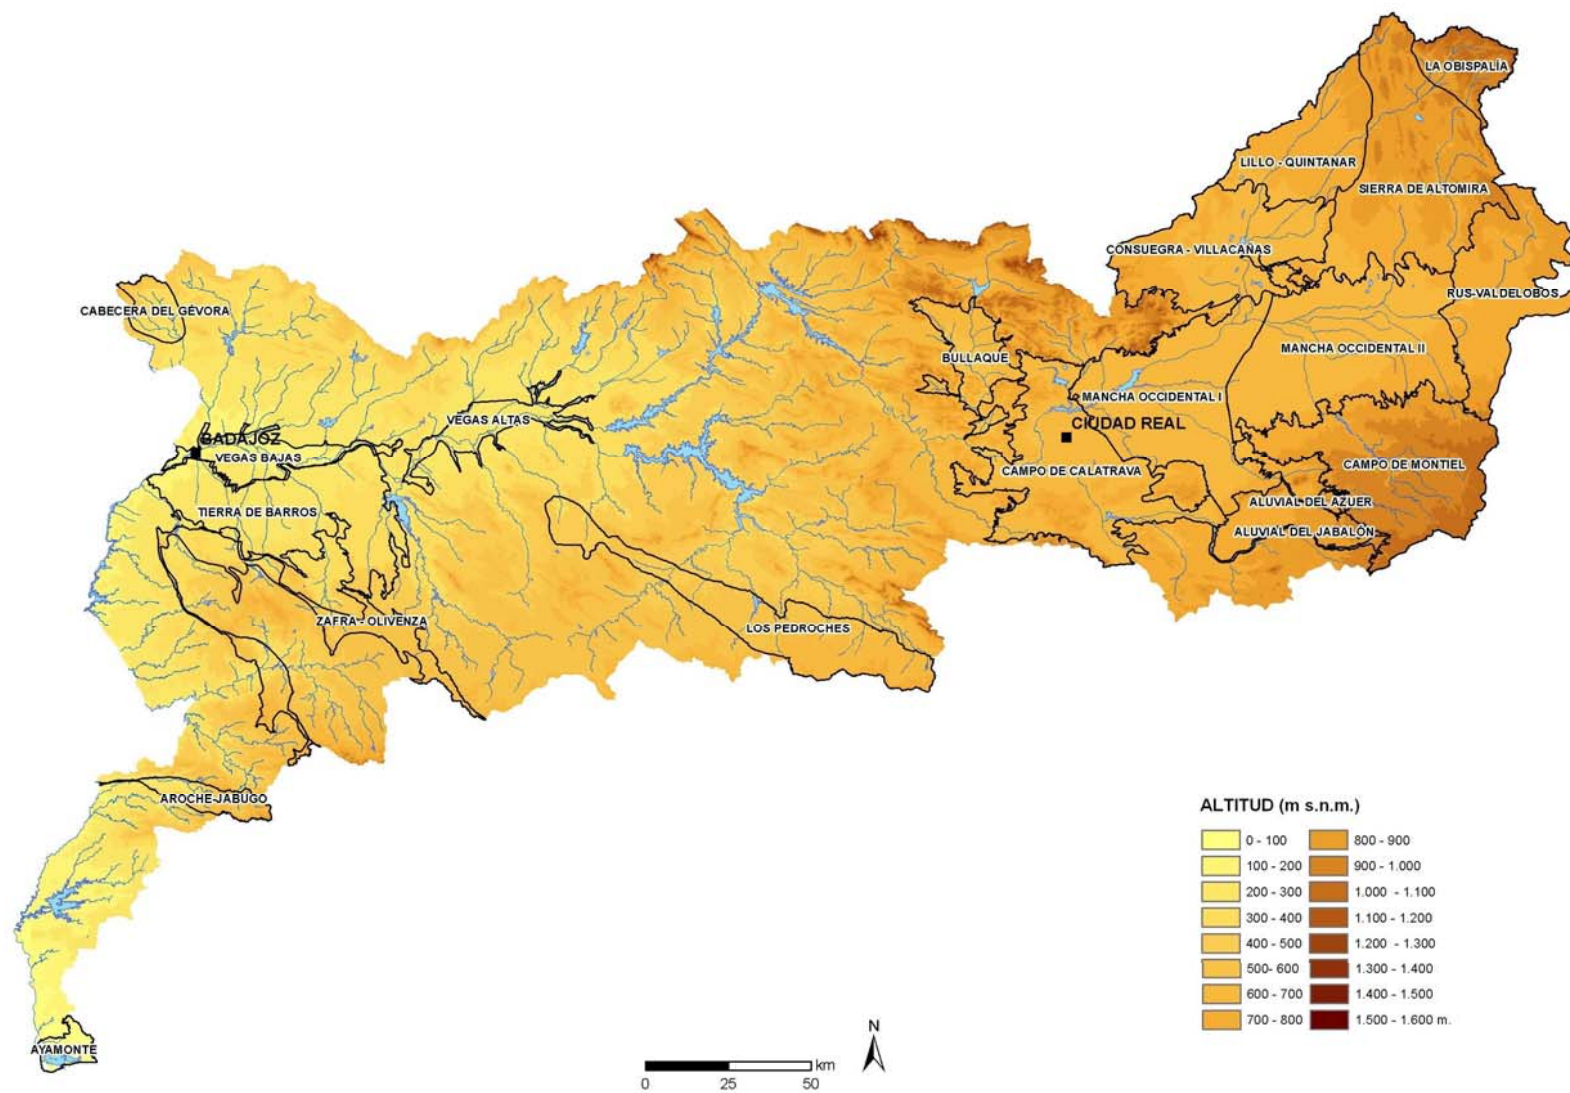 LA OBISPALÍA
LILLO - QUINTANAR
SIERRA DE ALTOMIRA
CONSUEGRA - VILLACAÑAS
RUS-VALDELOBOS
CABECERA DEL GÉVORA
MANCHA OCCIDENTAL II
BULLAQUE
MANCHA OCCIDENTAL I
VEGAS ALTAS
CIUDAD REAL
BADAJOZ
VEGAS BAJAS
CAMPO DE MONTIEL
CAMPO DE CALATRAVA
ALUVIAL DEL AZUER
TIERRA DE BARROS
ALUVIAL DEL JABALÓN
ZAFRA - OLIVENZA
LOS PEDROCHES
AROCHE-JABUGO
ALTITUD (m s.n.m.)
0 - 100
100 - 200
200 - 300
300 - 400
400 - 500
500- 600
600 - 700
700 - 800
800 - 900
900 - 1.000
1.000 - 1.100
1.100 - 1.200
1.200 - 1.300
1.300 - 1.400
1.400 - 1.500
1.500 - 1.600 m.
N
AYAMONTE
km
0 25 50